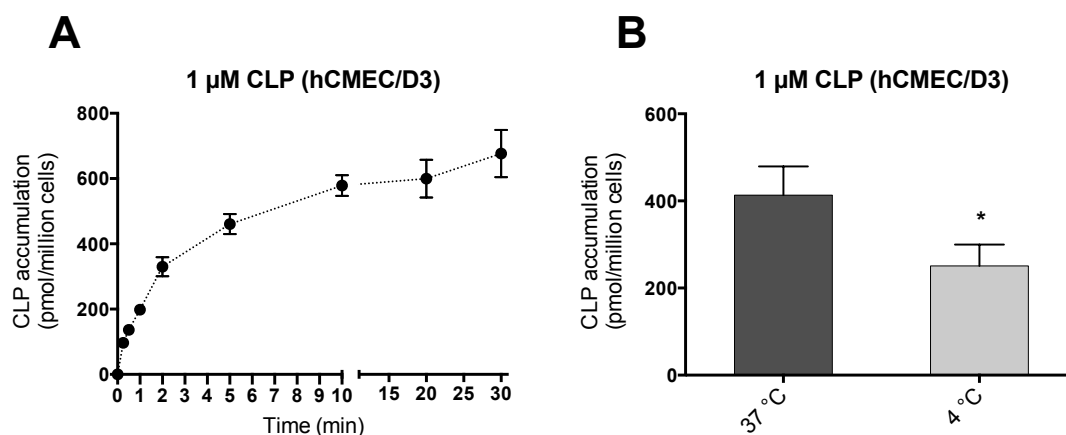 A
1 µM CLP (hCMEC/D3)
CLP accumulation
(pmol/million cells)
800
600
400
200
0
0 1 2 3 4 5 6 7 8 9 10 15 20 25 30
Time (min)
B
1 µM CLP (hCMEC/D3)
CLP accumulation
(pmol/million cells)
600
400
200
0
*
37 °C
4 °C